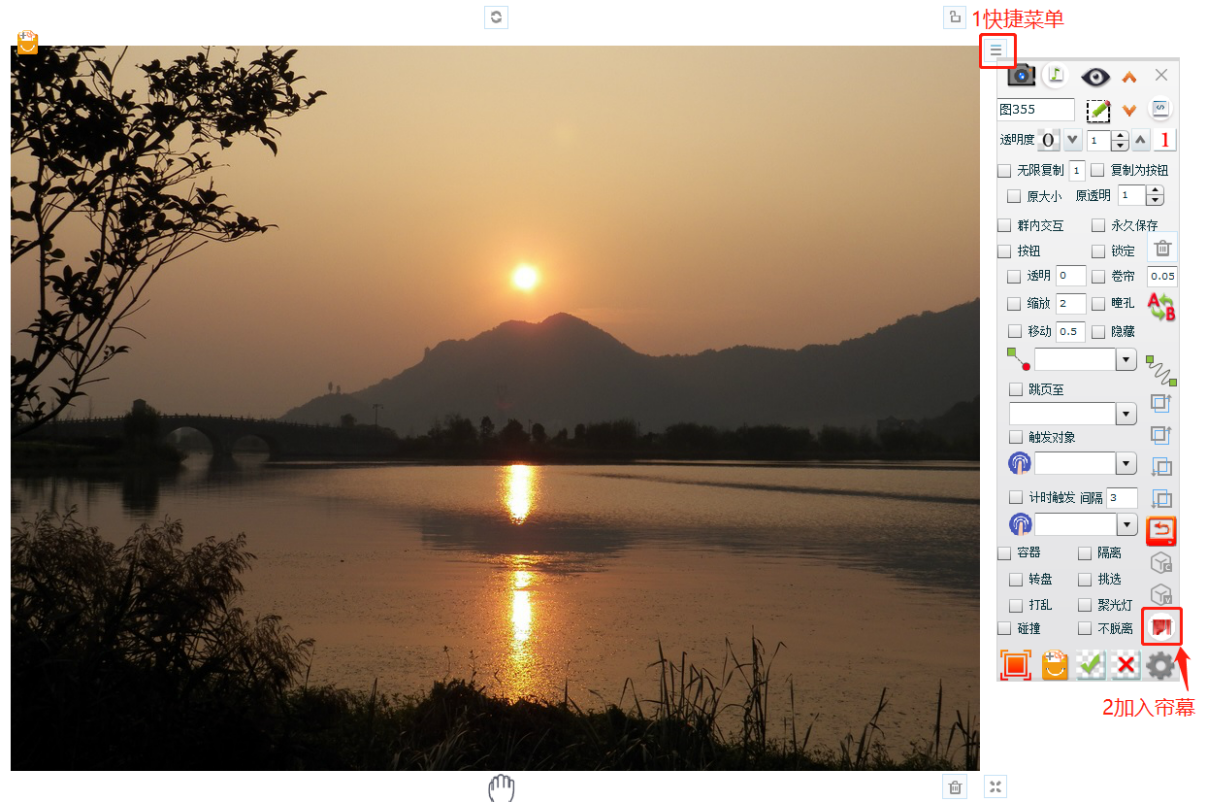 1快捷菜单
图355
透明度 0 1 1
无限复制 1 复制为按钮
原大小 原透明 1
群内交互 永久保存
按钮 锁定
透明 0 卷帘 0.05
缩放 2 瞳孔 A B
移动 0.5 隐藏
跳页至
触发对象
计时触发 间隔 3
容器 隔离
转盘 挑选
打乱 聚光灯
碰撞 不脱离
2加入帘幕